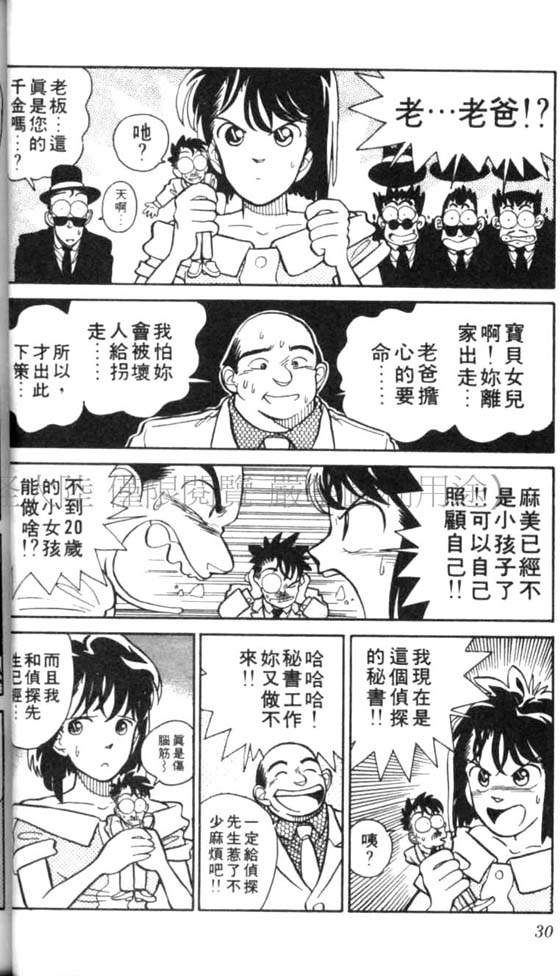 老…老爸!?
吔?
天啊…
老板…這
真是您的
千金嗎…?
寶貝女兒
啊!妳離
家出走…
老爸擔
心的要
命……
我怕妳
會被壞
人給拐
走……
所以,
才出此
下策…
麻美已經不
是小孩子了
!!可以自己
照顧自己!!
不到20歲
的小女孩
能做啥!?
我現在是
這個偵探
的秘書!!
咦?
哈哈哈!
秘書工作
妳又做不
來!!
一定給偵探
先生惹了不
少麻煩吧!!
真是傷
腦筋~
而且我
和偵探先
生已經…
30